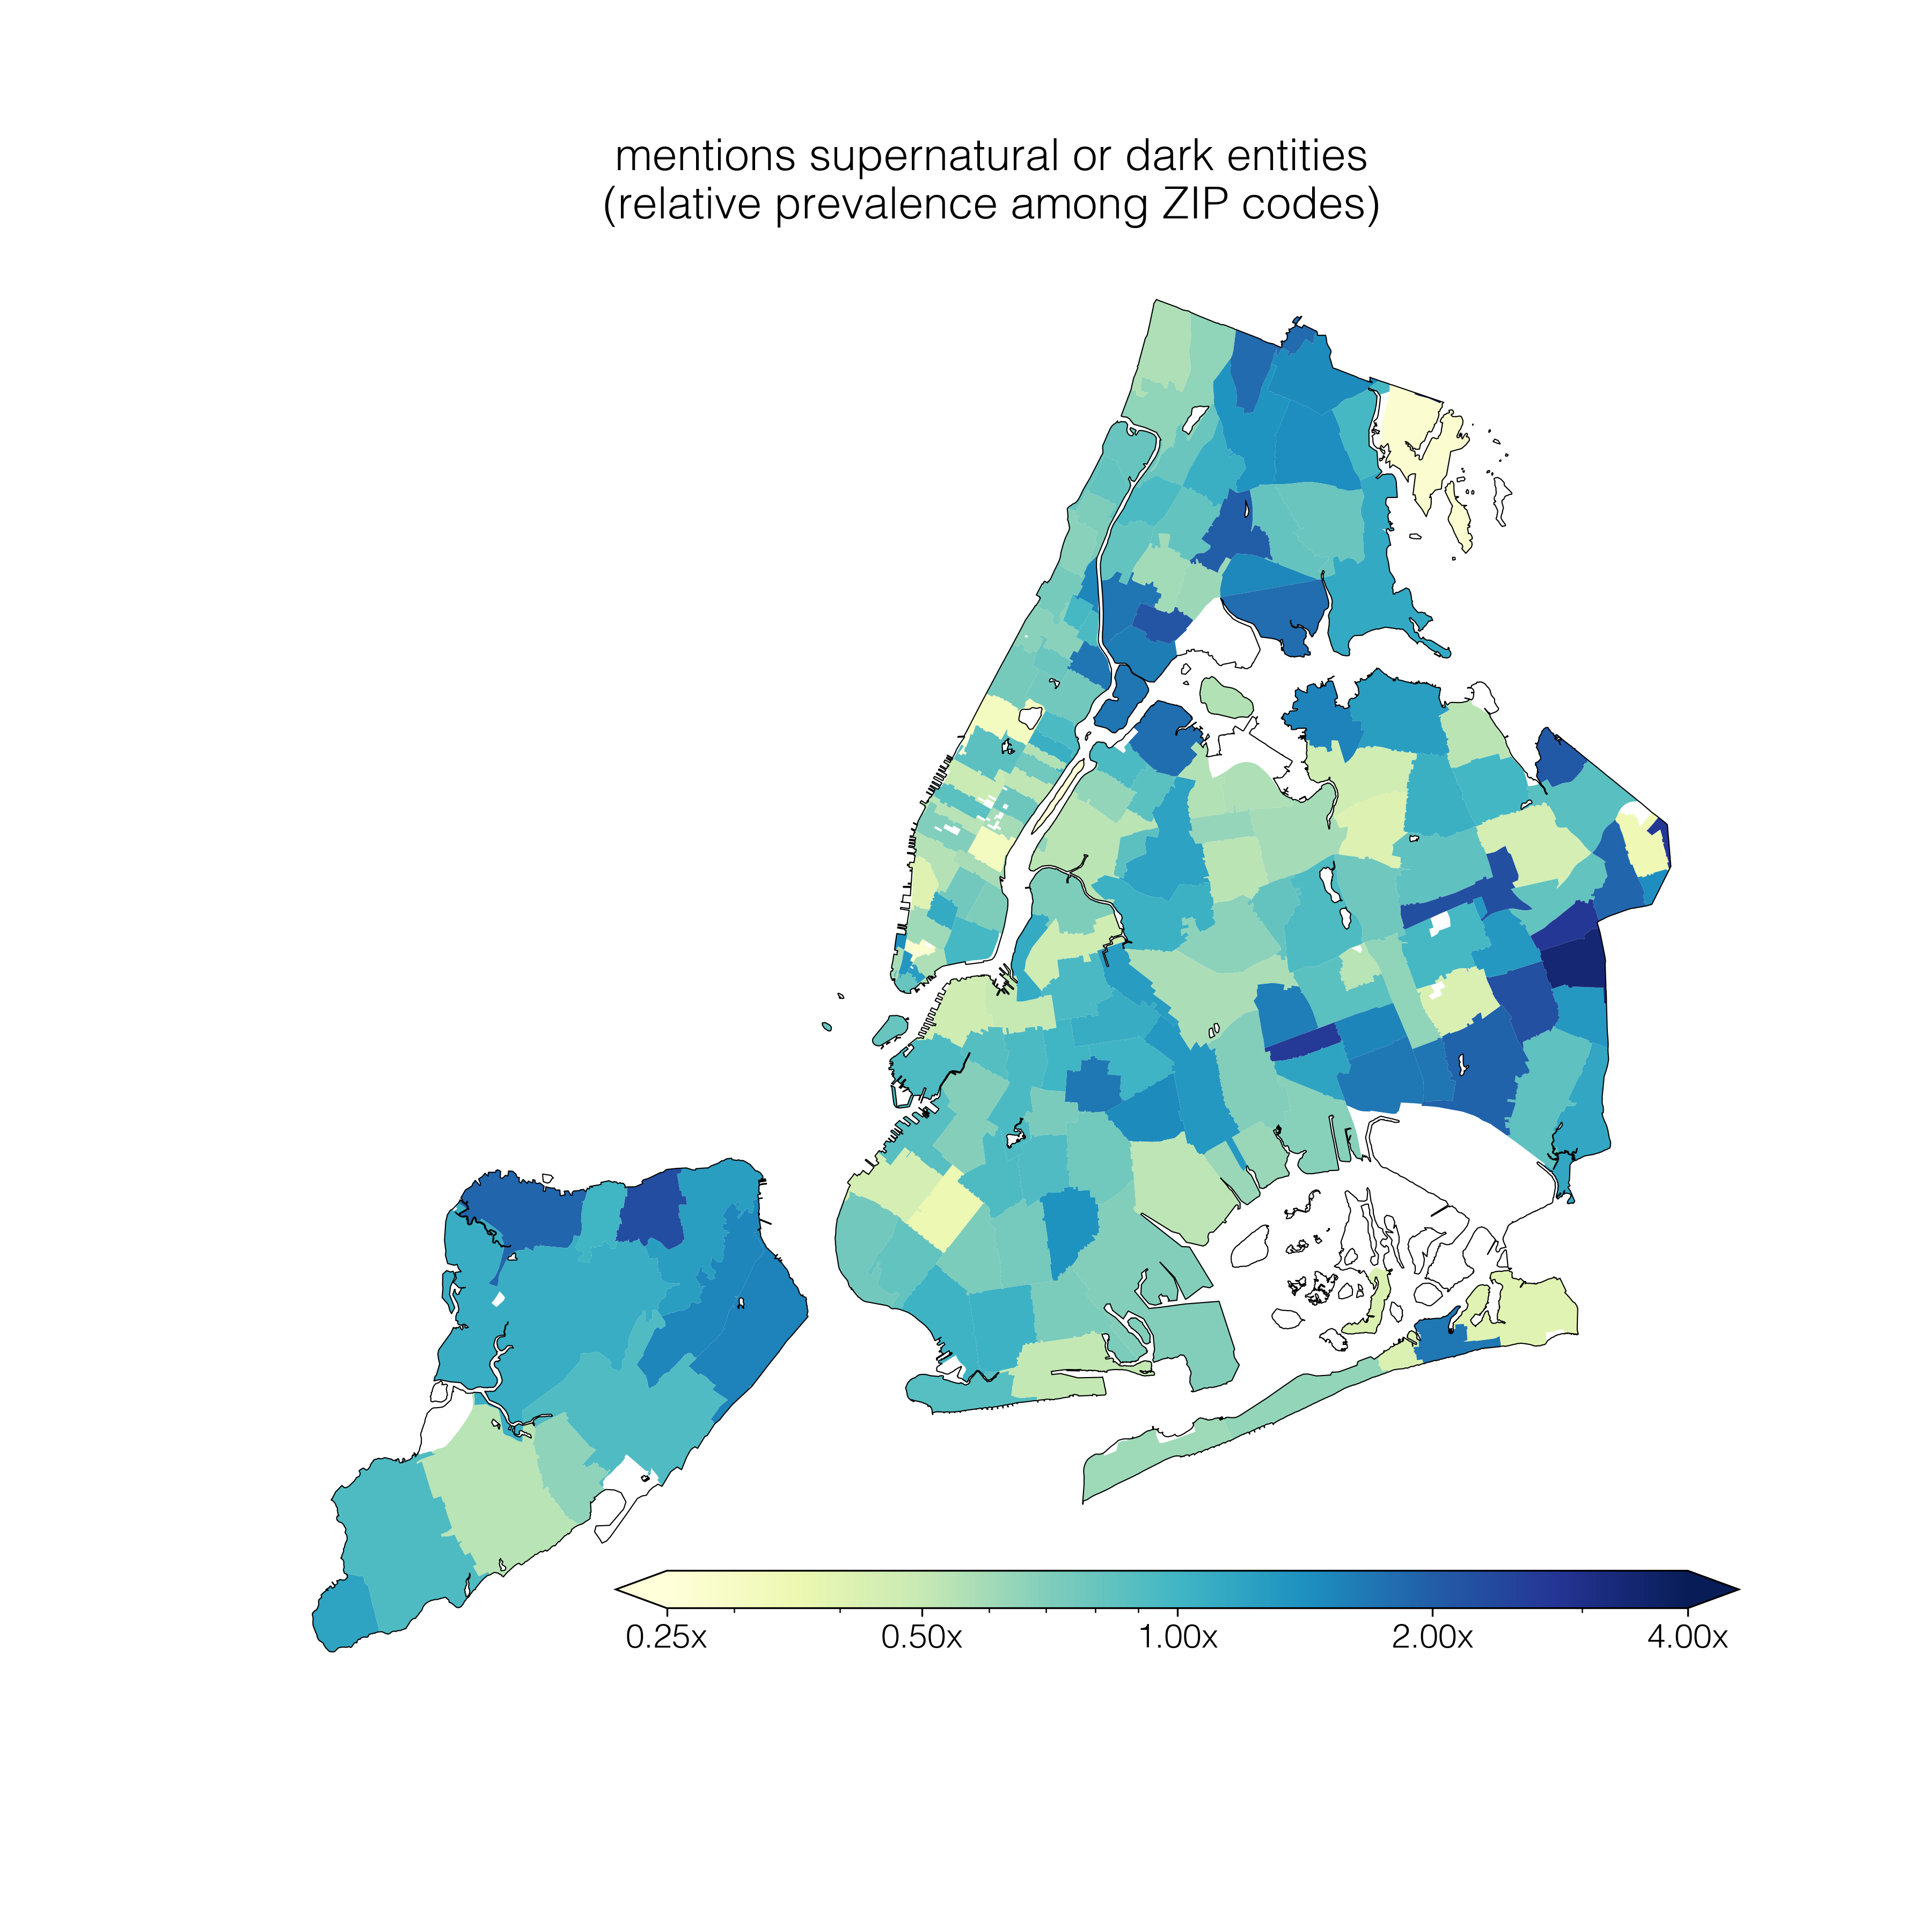 mentions supernatural or dark entities
(relative prevalence among ZIP codes)
0.25x 0.50x 1.00x 2.00x 4.00x